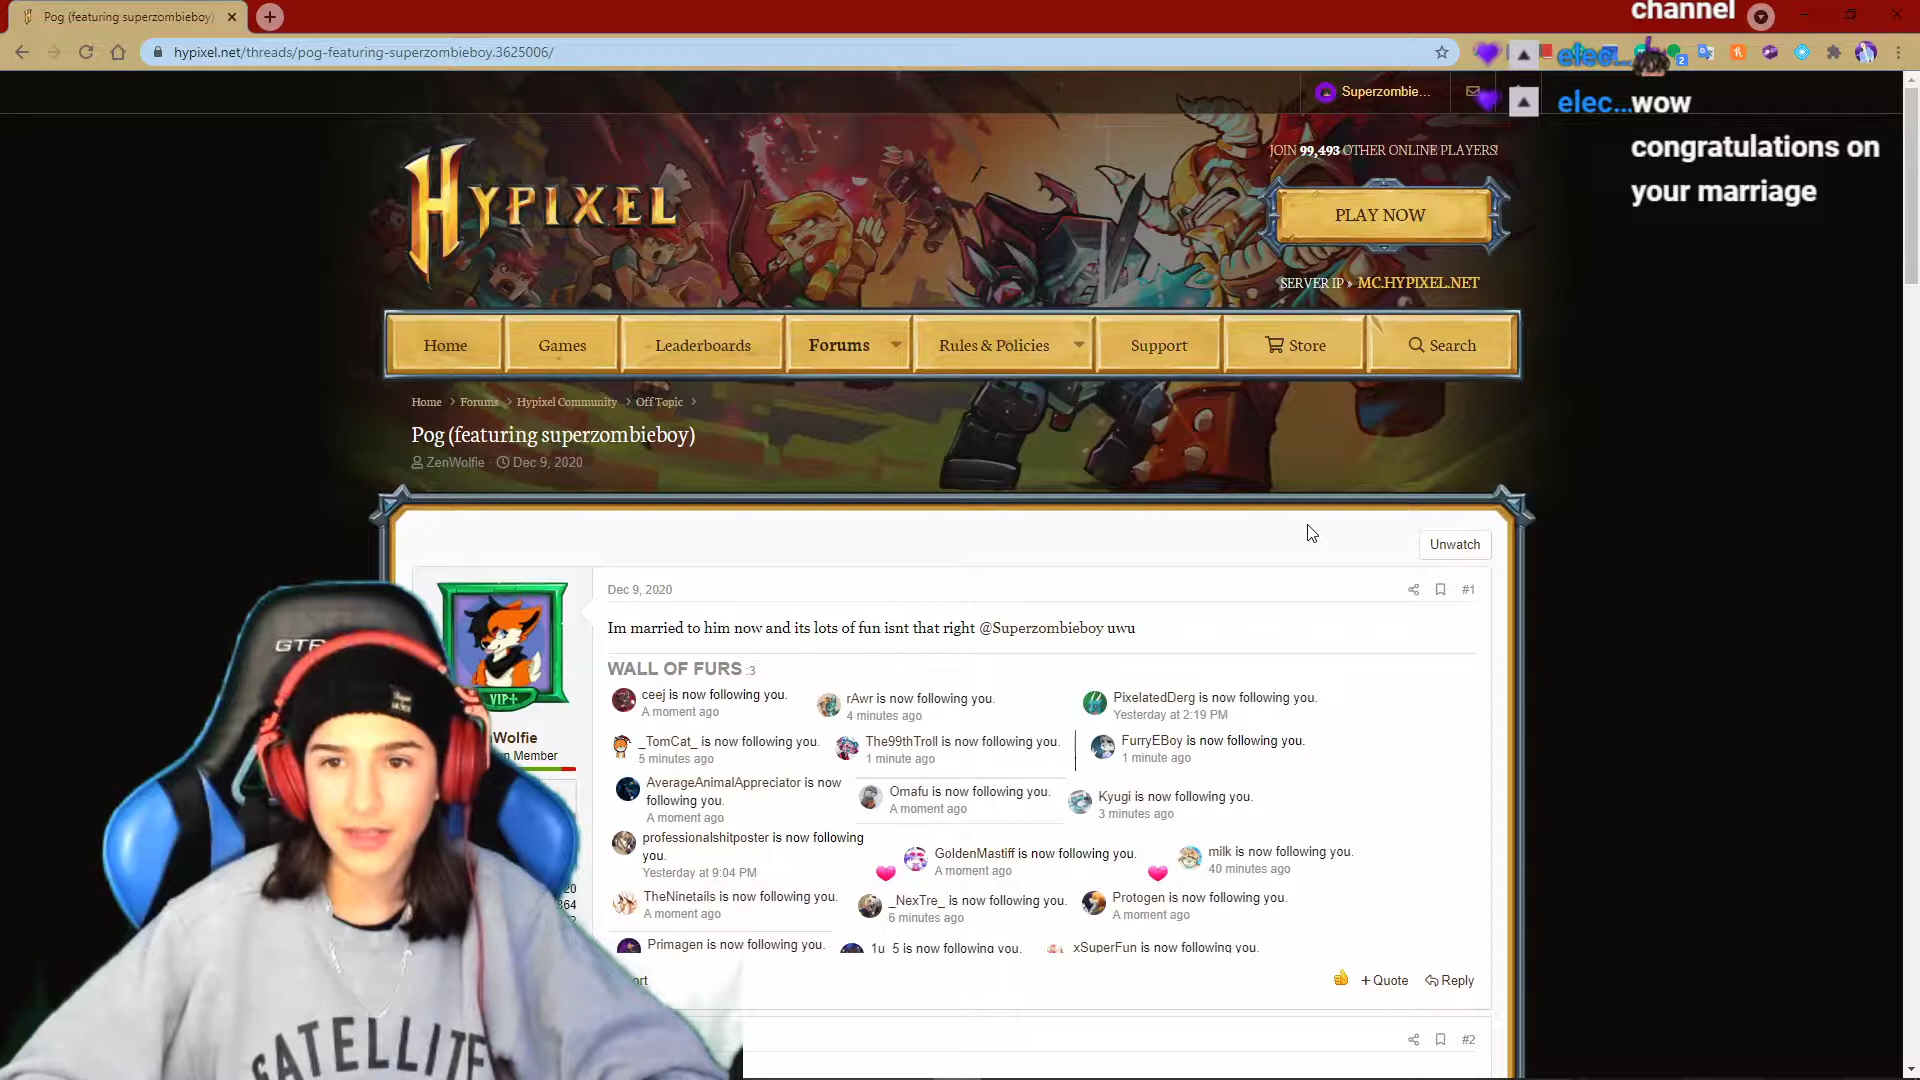 Pog (featuring superzombieboy)
channel
hypixel.net/threads/pog-featuring-superzombieboy.3625006/
elec...
2
Superzombie...
elec... wow
congratulations on
your marriage
HYPIXEL
JOIN 99,493 OTHER ONLINE PLAYERS!
PLAY NOW
SERVER IP » MC.HYPIXEL.NET
Home
Games
Leaderboards
Forums
Rules & Policies
Support
Store
Search
Home > Forums > Hypixel Community > Off Topic >
Pog (featuring superzombieboy)
ZenWolfie · Dec 9, 2020
Unwatch
Dec 9, 2020
#1
Im married to him now and its lots of fun isnt that right @Superzombieboy uwu
WALL OF FURS :3
ceej is now following you.
A moment ago
rAwr is now following you.
4 minutes ago
PixelatedDerg is now following you.
Yesterday at 2:19 PM
_TomCat_ is now following you.
5 minutes ago
The99thTroll is now following you.
1 minute ago
FurryEBoy is now following you.
1 minute ago
AverageAnimalAppreciator is now
following you.
A moment ago
Omafu is now following you.
A moment ago
Kyugi is now following you.
3 minutes ago
professionalshitposter is now following
you.
Yesterday at 9:04 PM
GoldenMastiff is now following you.
A moment ago
milk is now following you.
40 minutes ago
TheNinetails is now following you.
A moment ago
_NexTre_ is now following you.
6 minutes ago
Protogen is now following you.
A moment ago
Primagen is now following you.
1u_5 is now following you.
xSuperFun is now following you.
VIP+
Wolfie
n Member
20
364
GTR
ort
+ Quote
Reply
#2
SATELLITE